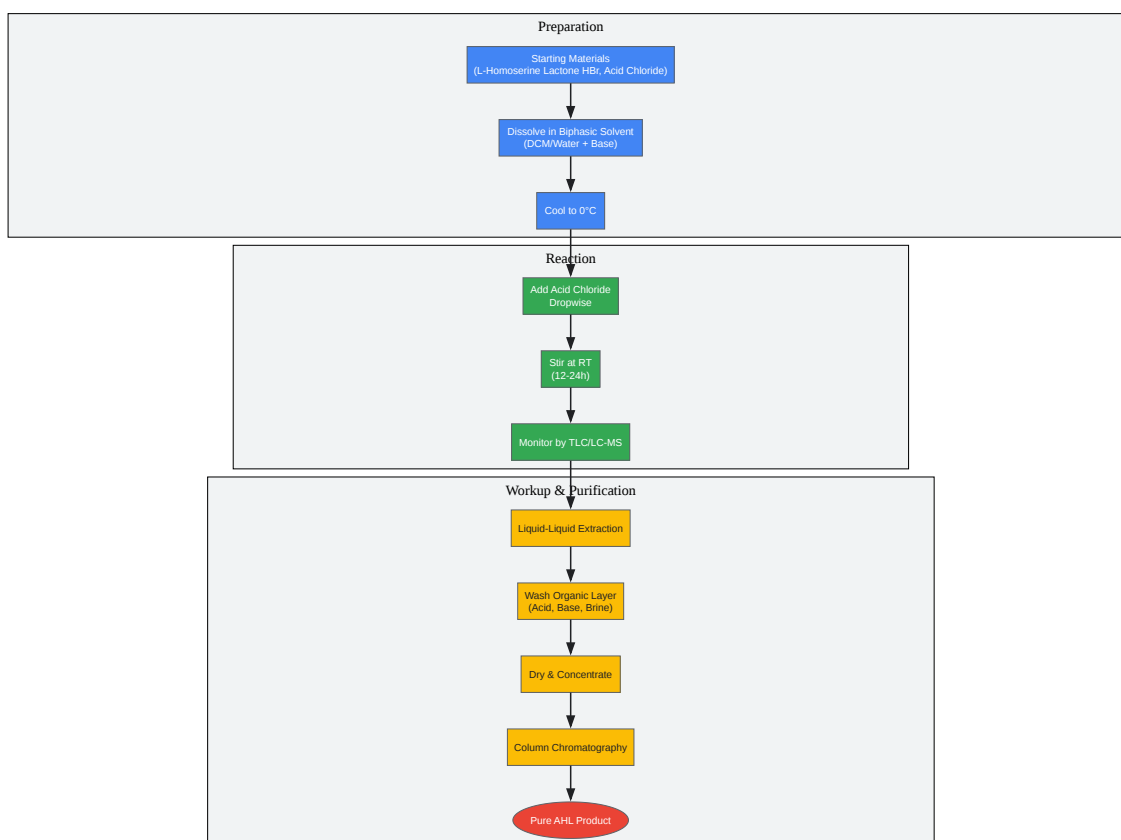 Preparation
Starting Materials
(L-Homoserine Lactone HBr, Acid Chloride)
Dissolve in Biphasic Solvent
(DCM/Water + Base)
Cool to 0°C
Reaction
Add Acid Chloride
Dropwise
Stir at RT
(12-24h)
Monitor by TLC/LC-MS
Workup & Purification
Liquid-Liquid Extraction
Wash Organic Layer
(Acid, Base, Brine)
Dry & Concentrate
Column Chromatography
Pure AHL Product